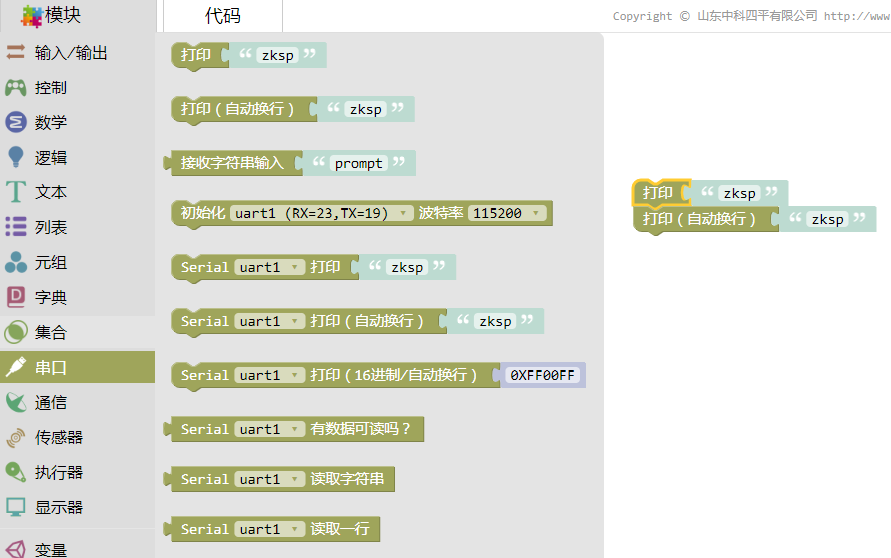 模块
代码
Copyright © 山东中科四平有限公司 http://www
输入/输出
控制
数学
逻辑
文本
列表
元组
字典
集合
串口
通信
传感器
执行器
显示器
变量
打印 “ zksp ”
打印(自动换行) “ zksp ”
接收字符串输入 “ prompt ”
初始化 uart1 (RX=23,TX=19) 波特率 115200
Serial uart1 打印 “ zksp ”
Serial uart1 打印(自动换行) “ zksp ”
Serial uart1 打印(16进制/自动换行) 0XFF00FF
Serial uart1 有数据可读吗?
Serial uart1 读取字符串
Serial uart1 读取一行
打印 “ zksp ”
打印(自动换行) “ zksp ”